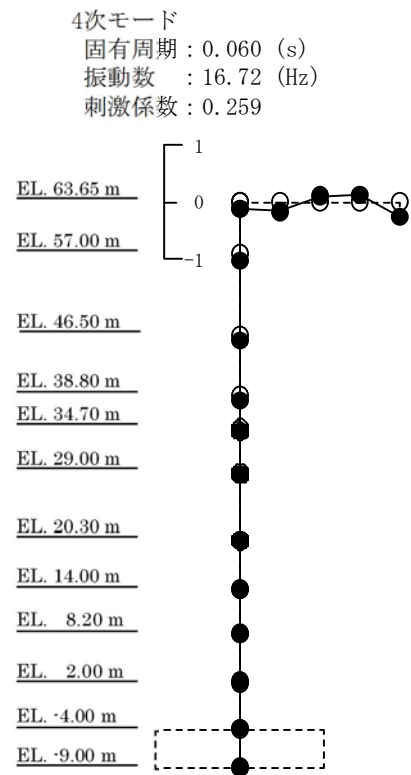 4次モード
固有周期：0.060 (s)
振動数　：16.72 (Hz)
刺激係数：0.259
1
EL. 63.65 m
0
EL. 57.00 m
-1
EL. 46.50 m
EL. 38.80 m
EL. 34.70 m
EL. 29.00 m
EL. 20.30 m
EL. 14.00 m
EL. 8.20 m
EL. 2.00 m
EL. -4.00 m
EL. -9.00 m